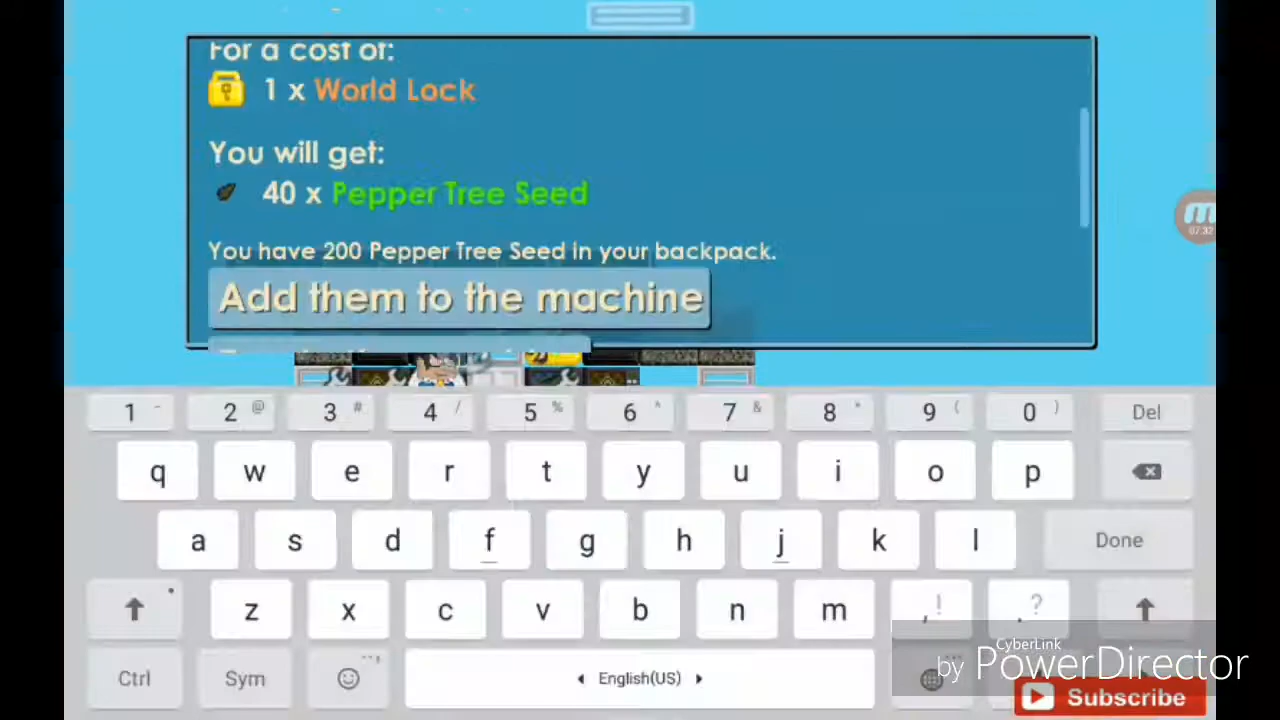 For a cost of:
1 x World Lock
You will get:
40 x Pepper Tree Seed
You have 200 Pepper Tree Seed in your backpack.
Add them to the machine
07:32
1 - 2 @ 3 # 4 / 5 % 6 ^ 7 & 8 * 9 ( 0 ) Del
q w e r t y u i o p
a s d f g h j k l Done
z x c v b n m , ! . ?
Ctrl Sym English(US)
CyberLink
by PowerDirector
Subscribe